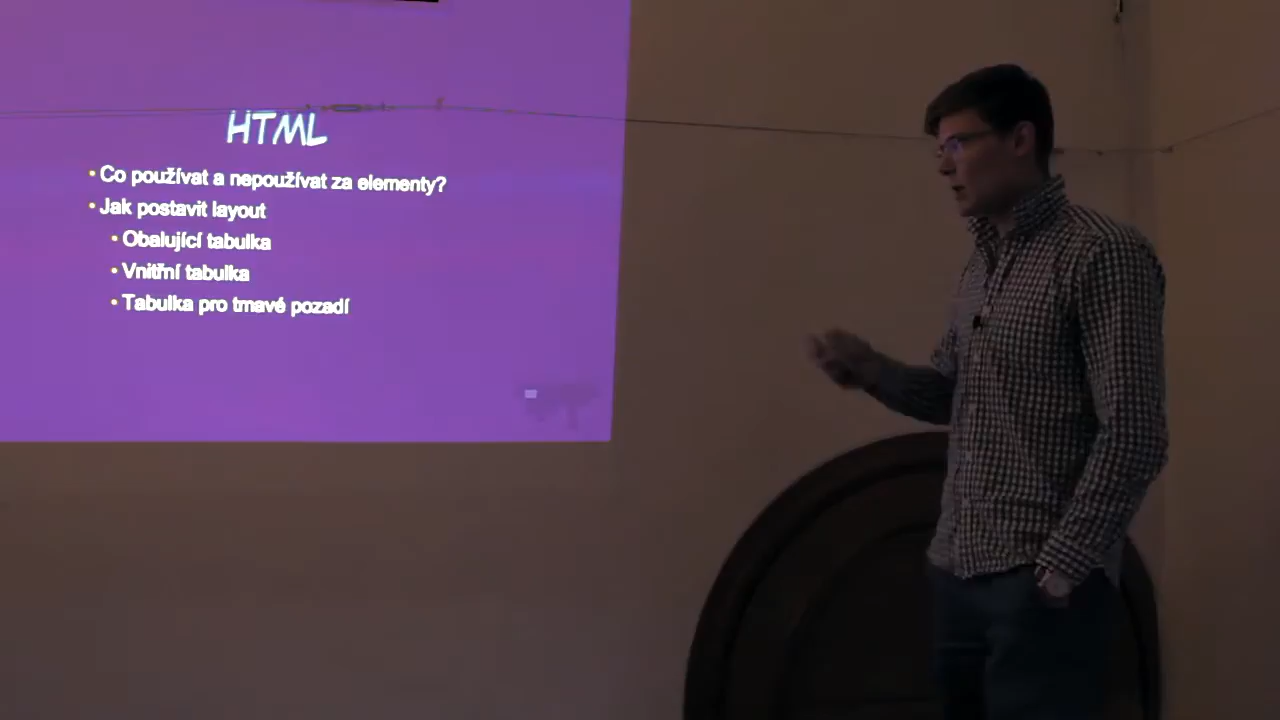 HTML
• Co používat a nepoužívat za elementy?
• Jak postavit layout
• Obalující tabulka
• Vnitřní tabulka
• Tabulka pro tmavé pozadí